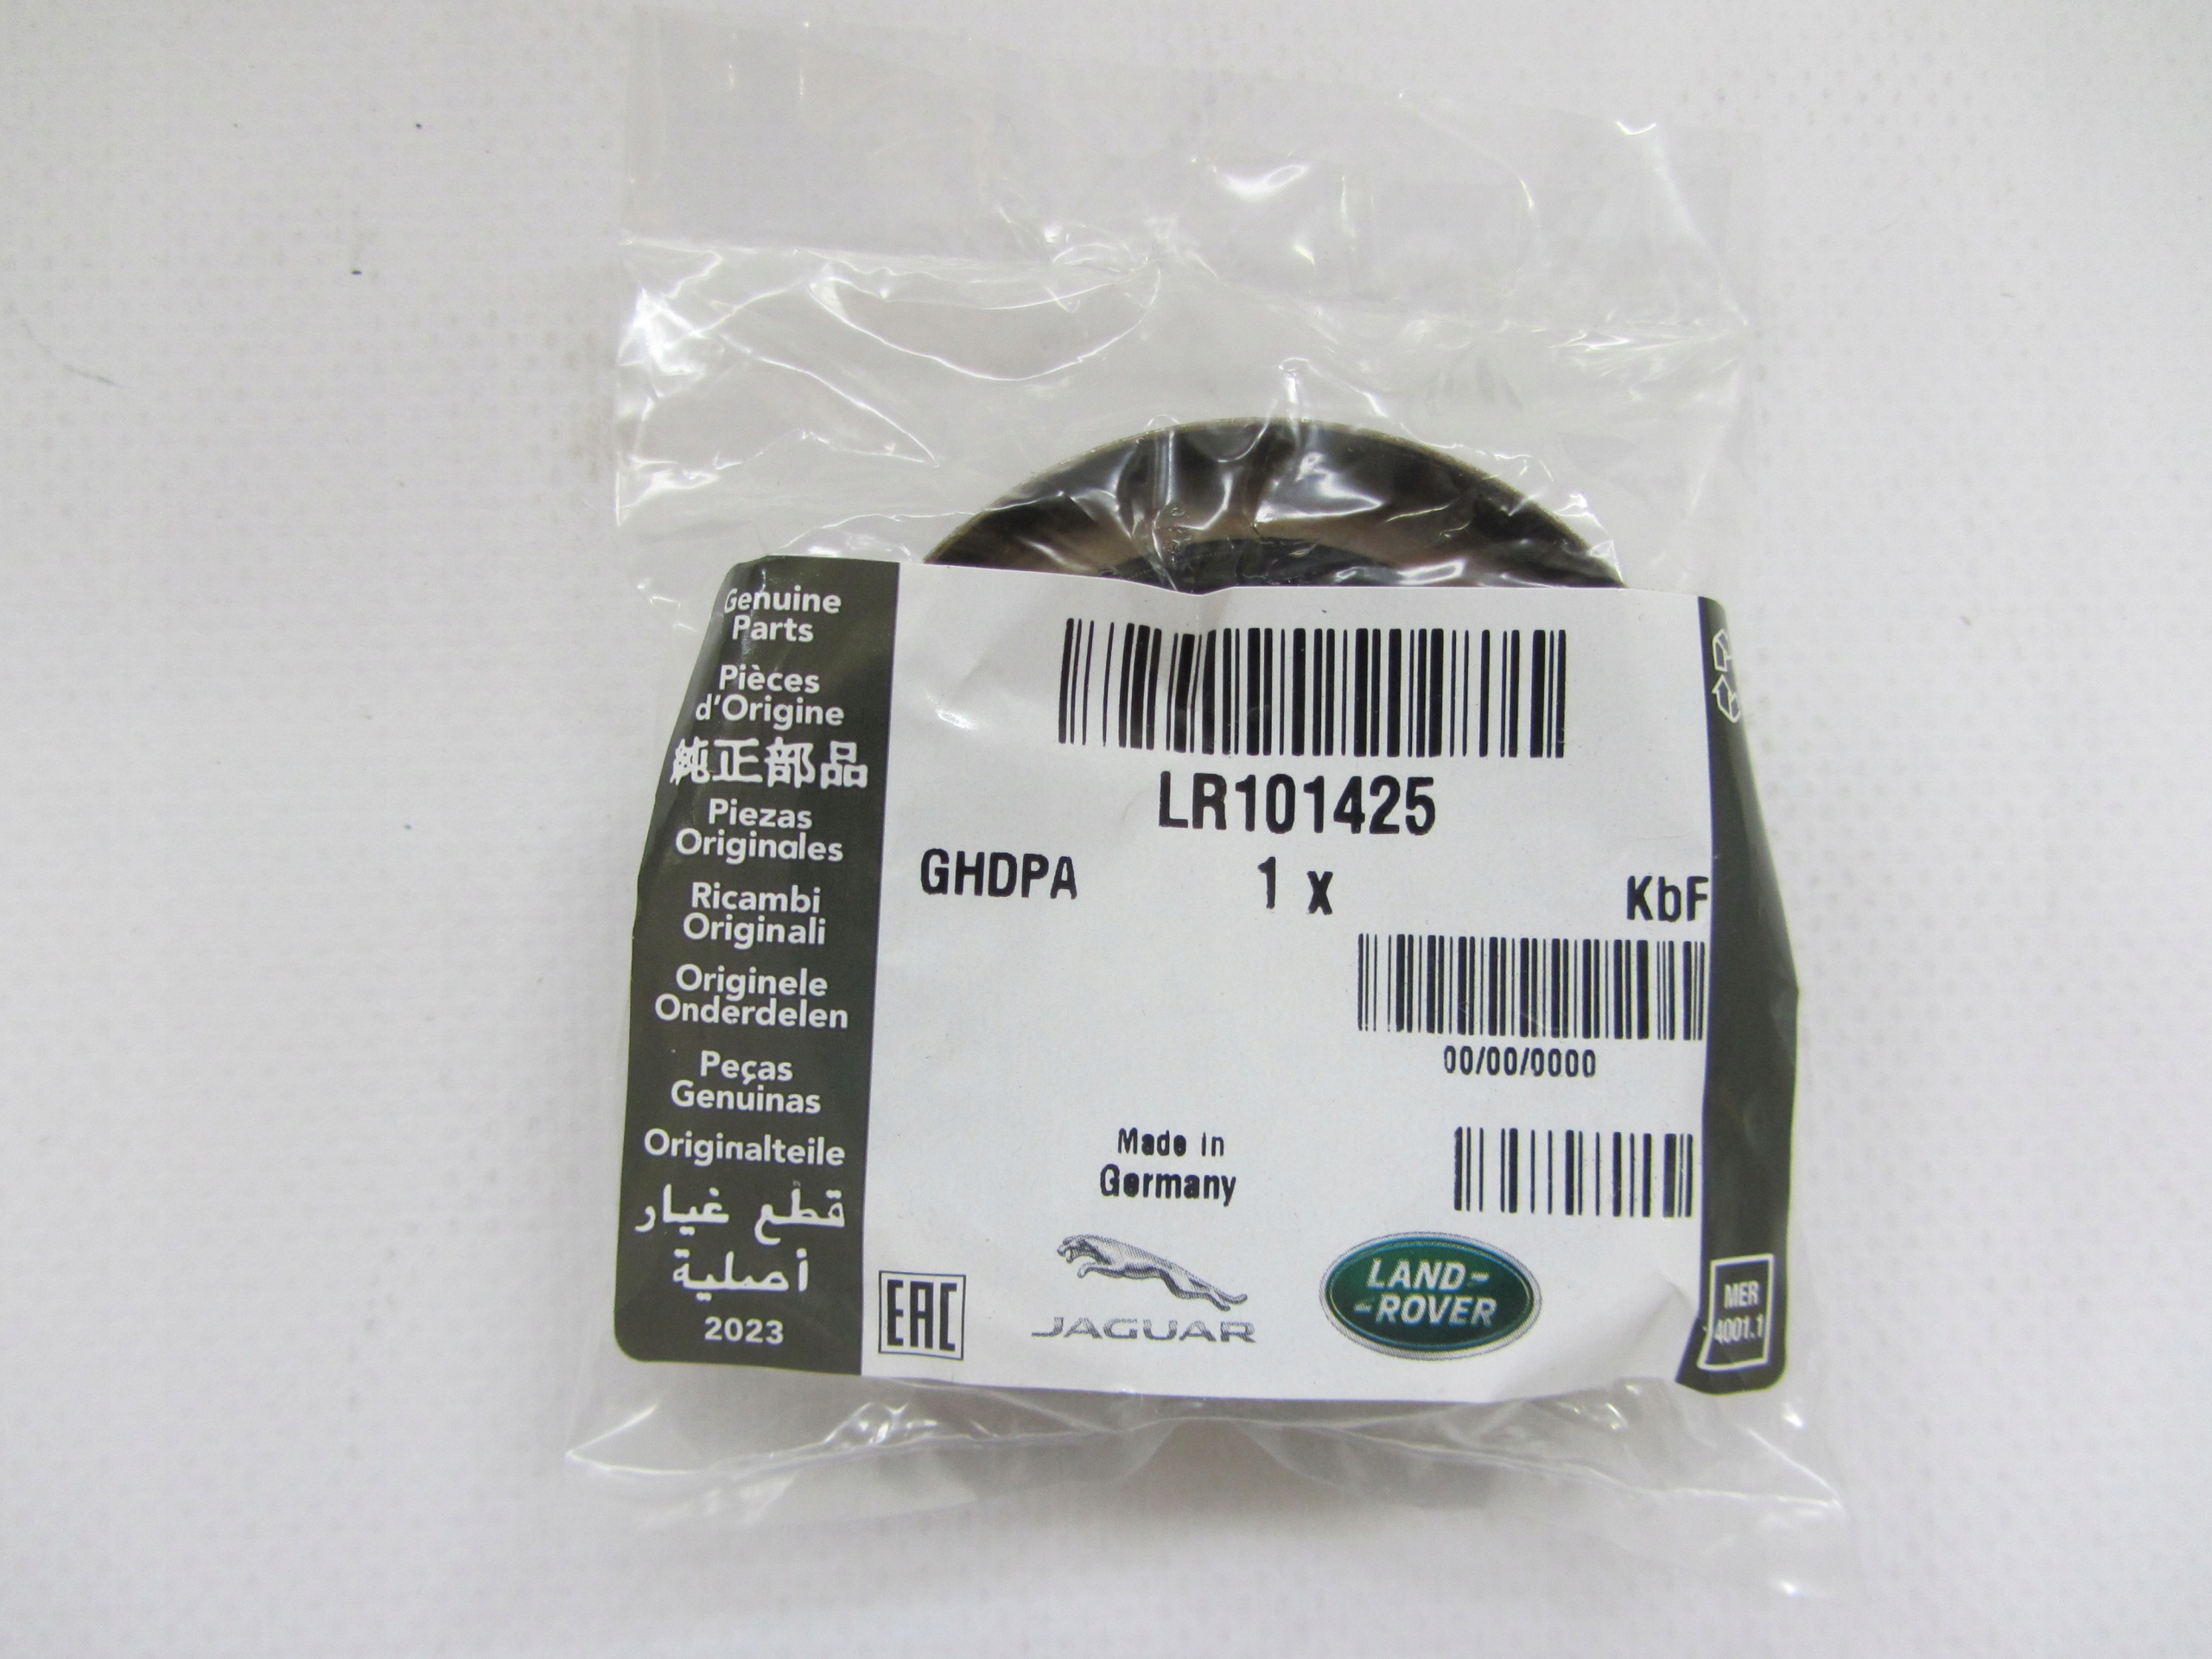 Genuine
Parts
Pièces
d'Origine
純正部品
Piezas
Originales
Ricambi
Originali
Originele
Onderdelen
Peças
Genuinas
Originalteile
قطع غيار
أصلية
2023
LR101425
GHDPA 1 x KbF
00/00/0000
Made in
Germany
EAC
JAGUAR
LAND-
-ROVER
MER
4001.1